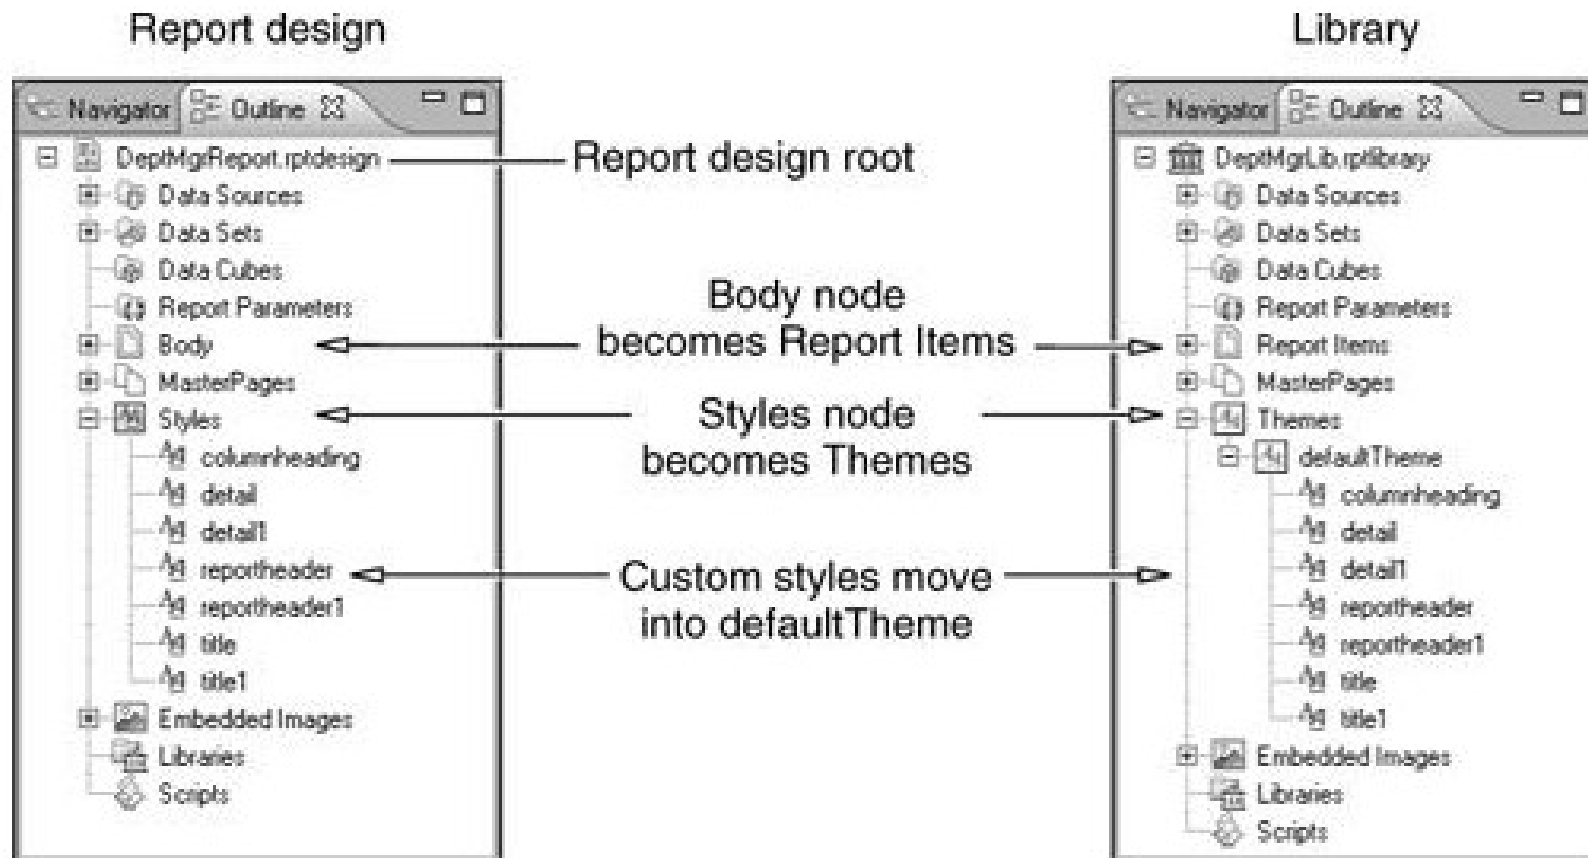 Report design
Navigator Outline
DeptMgrReport.rptdesign
Data Sources
Data Sets
Data Cubes
Report Parameters
Body
MasterPages
Styles
columnheading
detail
detail1
reportheader
reportheader1
title
title1
Embedded Images
Libraries
Scripts
Report design root
Body node
becomes Report Items
Styles node
becomes Themes
Custom styles move
into defaultTheme
Library
Navigator Outline
DeptMgrLib.rptlibrary
Data Sources
Data Sets
Data Cubes
Report Parameters
Report Items
MasterPages
Themes
defaultTheme
columnheading
detail
detail1
reportheader
reportheader1
title
title1
Embedded Images
Libraries
Scripts